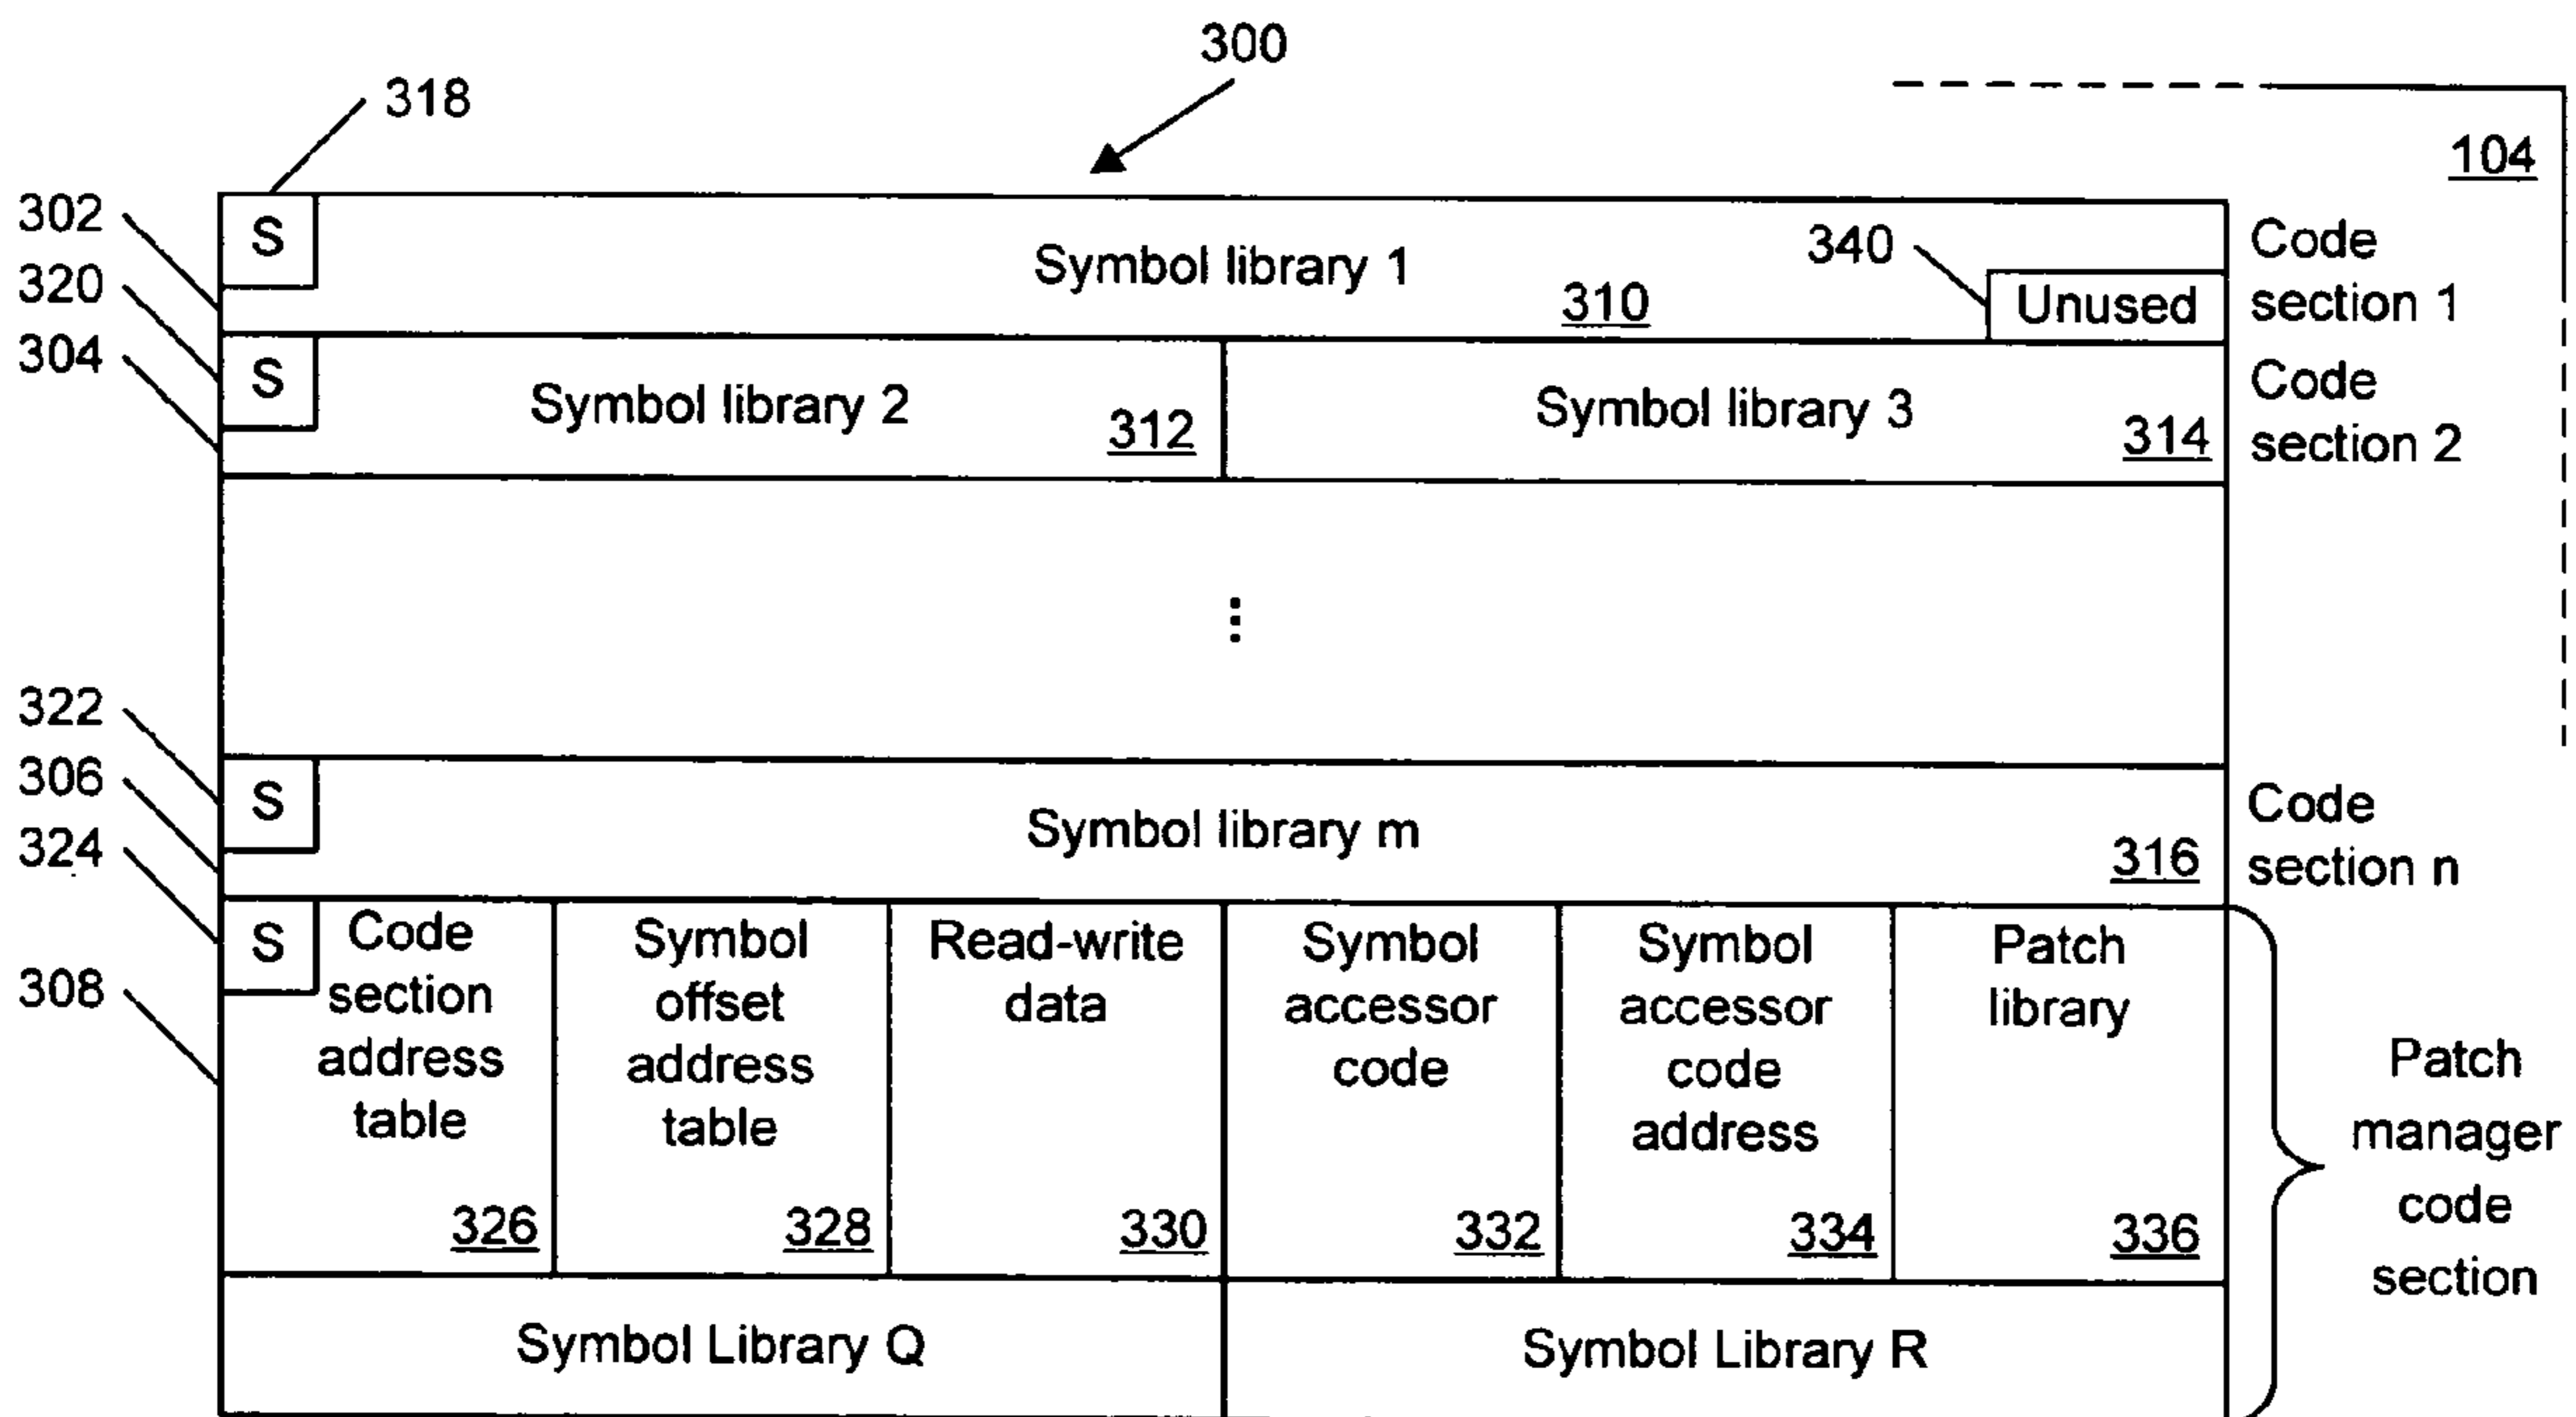 300
318
104
302
S
Symbol library 1
310
340
Unused
Code
section 1
320
304
S
Symbol library 2
312
Symbol library 3
314
Code
section 2
322
306
S
Symbol library m
316
Code
section n
324
308
S
Code
section
address
table
326
Symbol
offset
address
table
328
Read-write
data
330
Symbol
accessor
code
332
Symbol
accessor
code
address
334
Patch
library
336
Patch
manager
code
section
Symbol Library Q
Symbol Library R